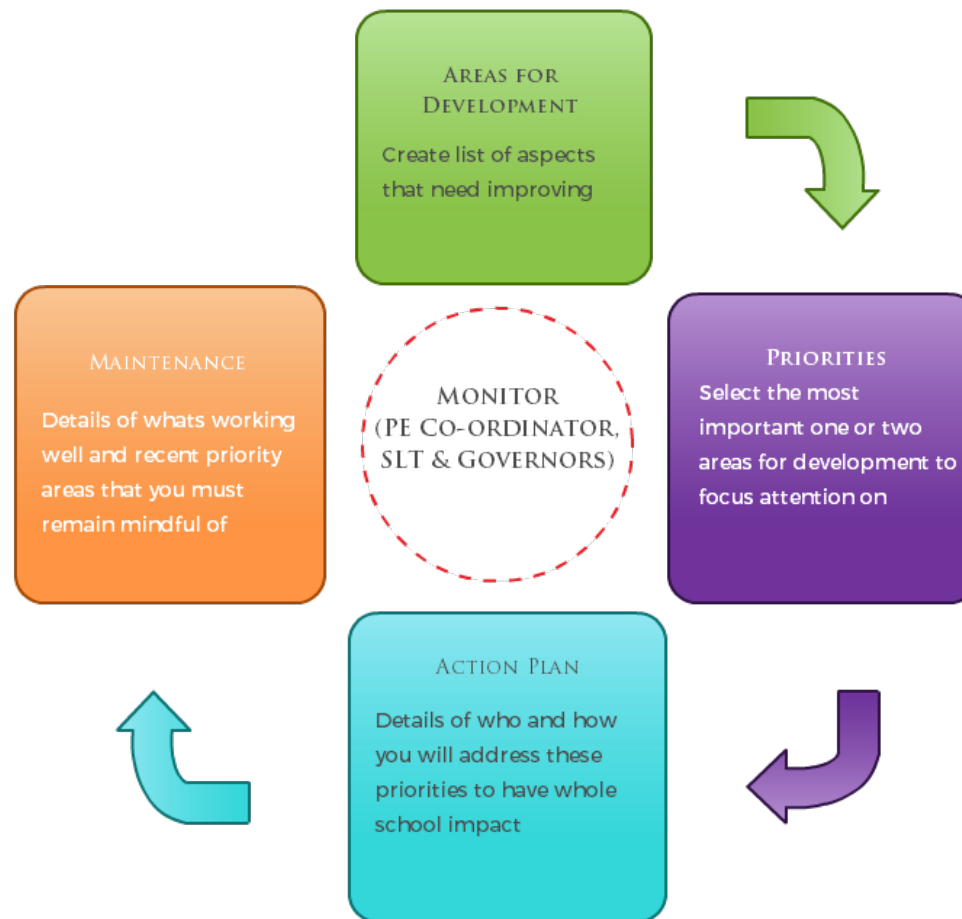 Areas for
Development
Create list of aspects
that need improving
Priorities
Select the most
important one or two
areas for development to
focus attention on
Action Plan
Details of who and how
you will address these
priorities to have whole
school impact
Maintenance
Details of whats working
well and recent priority
areas that you must
remain mindful of
Monitor
(PE Co-ordinator,
SLT & Governors)